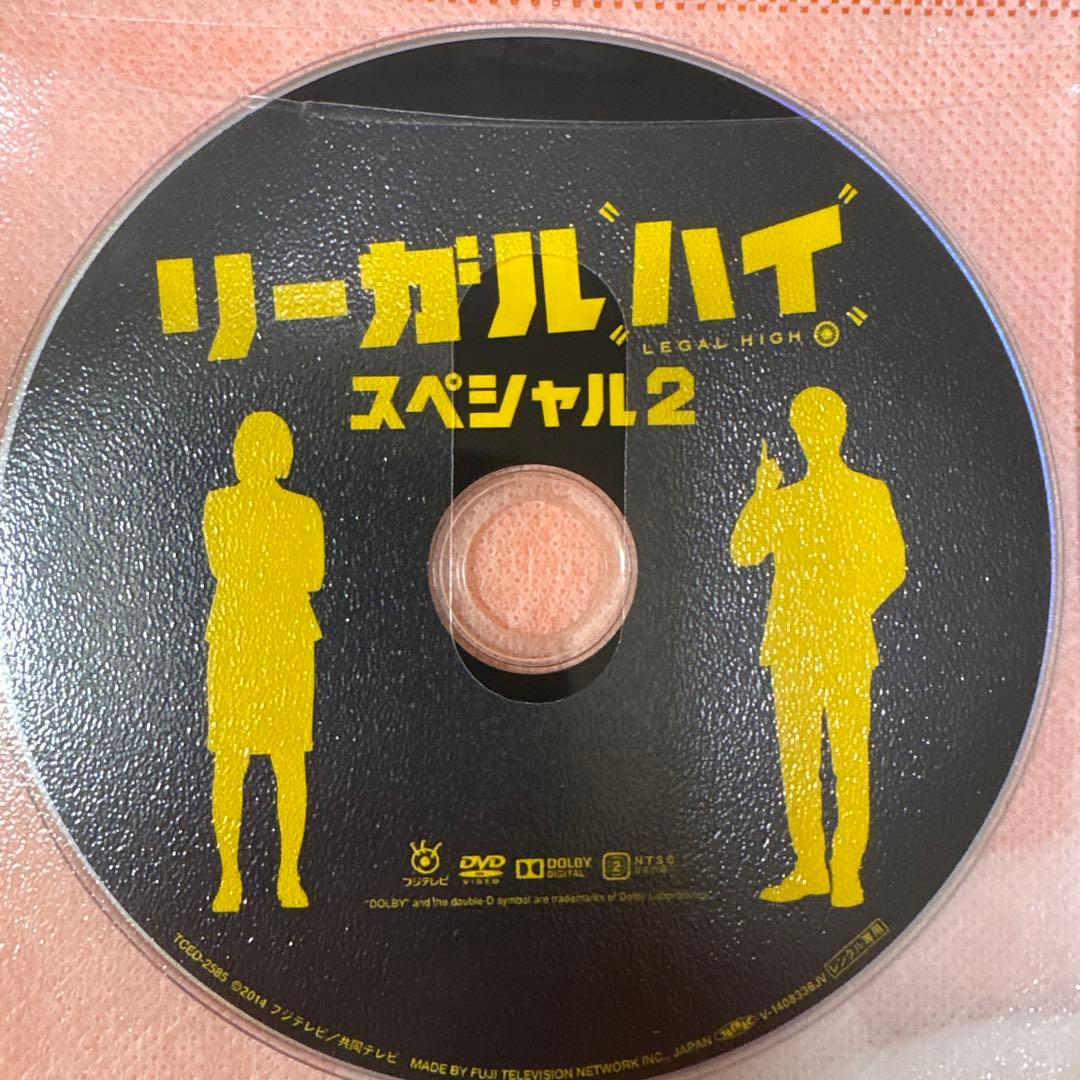 リーガル"ハイ"
LEGAL HIGH
スペシャル2
フジテレビ
DVD VIDEO
DOLBY DIGITAL
2
NTSC
"DOLBY" and the double-D symbol are trademarks of Dolby Laboratories.
TCED-2585 ©2014 フジテレビ/共同テレビ MADE BY FUJI TELEVISION NETWORK INC., JAPAN V-1408336JV レンタル専用